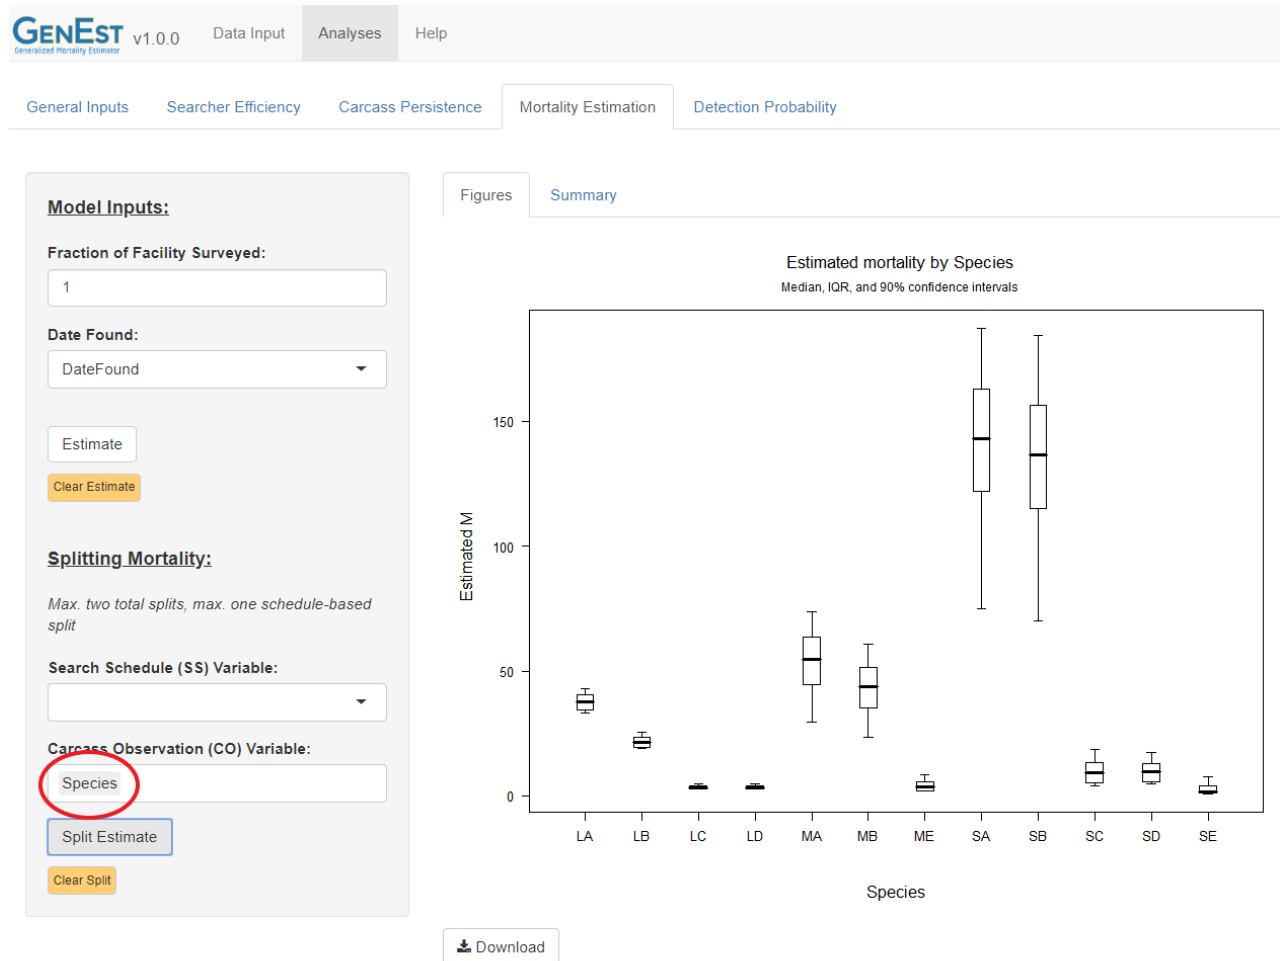 GENEST v1.0.0 Data Input Analyses Help
Generalized Mortality Estimator
General Inputs Searcher Efficiency Carcass Persistence Mortality Estimation Detection Probability
Model Inputs:
Fraction of Facility Surveyed:
1
Date Found:
DateFound
Estimate
Clear Estimate
Splitting Mortality:
Max. two total splits, max. one schedule-based
split
Search Schedule (SS) Variable:
Carcass Observation (CO) Variable:
Species
Split Estimate
Clear Split
Figures Summary
Estimated mortality by Species
Median, IQR, and 90% confidence intervals
Estimated M
150
100
50
0
LA LB LC LD MA MB ME SA SB SC SD SE
Species
Download